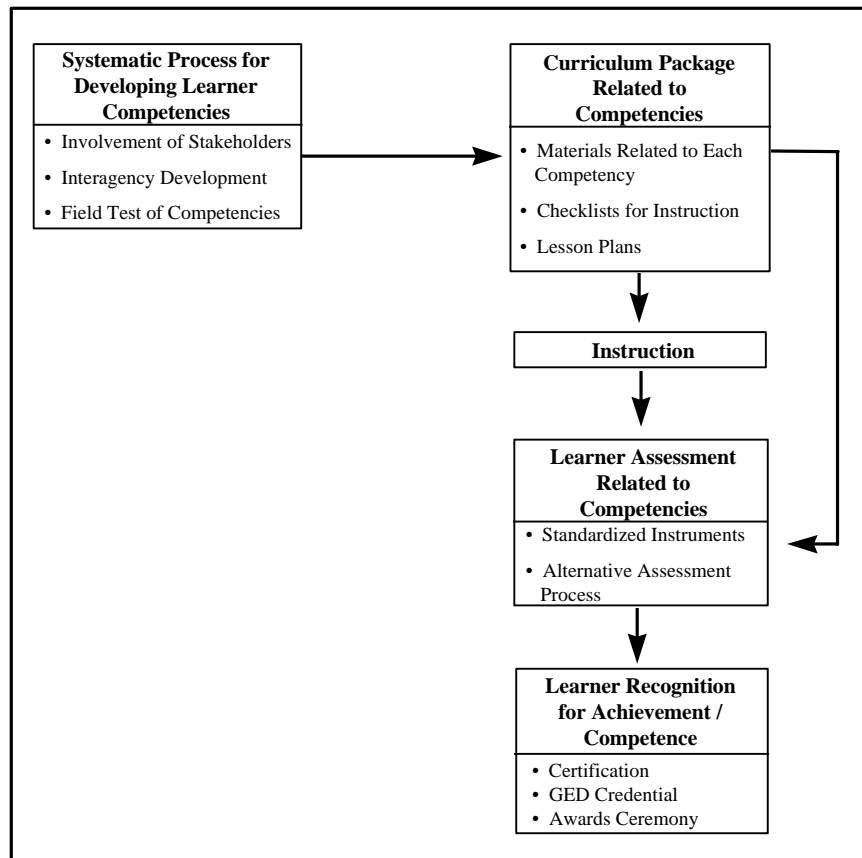 Systematic Process for
Developing Learner
Competencies
• Involvement of Stakeholders
• Interagency Development
• Field Test of Competencies
Curriculum Package
Related to
Competencies
• Materials Related to Each
Competency
• Checklists for Instruction
• Lesson Plans
Instruction
Learner Assessment
Related to
Competencies
• Standardized Instruments
• Alternative Assessment
Process
Learner Recognition
for Achievement /
Competence
• Certification
• GED Credential
• Awards Ceremony